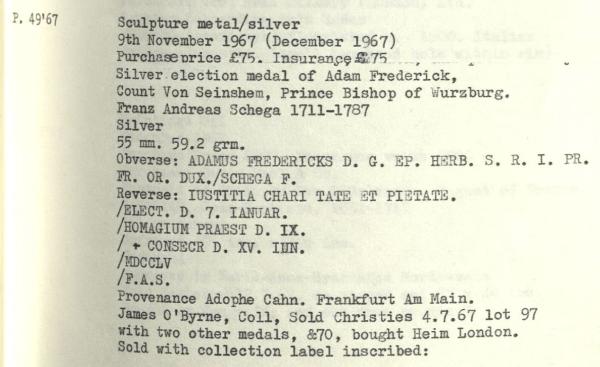 P. 49'67
Sculpture metal/silver
9th November 1967 (December 1967)
Purchase price £75. Insurance £75
Silver election medal of Adam Frederick,
Count Von Seinshem, Prince Bishop of Wurzburg.
Franz Andreas Schega 1711-1787
Silver
55 mm. 59.2 grm.
Obverse: ADAMUS FREDERICKS D. G. EP. HERB. S. R. I. PR.
FR. OR. DUX./SCHEGA F.
Reverse: IUSTITIA CHARI TATE ET PIETATE.
/ELECT. D. 7. IANUAR.
/HOMAGIUM PRAEST D. IX.
/ + CONSECR D. XV. IUN.
/MDCCLV
/F.A.S.
Provenance Adophe Cahn. Frankfurt Am Main.
James O'Byrne, Coll, Sold Christies 4.7.67 lot 97
with two other medals, &70, bought Heim London.
Sold with collection label inscribed: